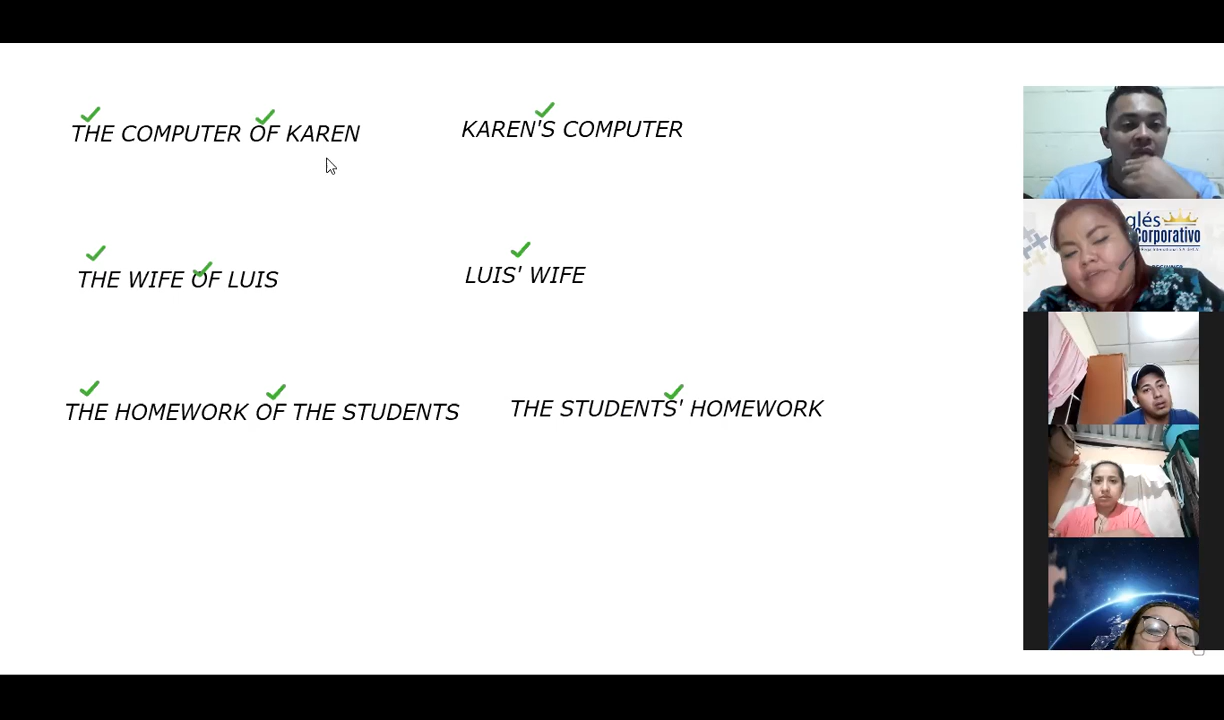 THE COMPUTER OF KAREN
KAREN'S COMPUTER
THE WIFE OF LUIS
LUIS' WIFE
THE HOMEWORK OF THE STUDENTS
THE STUDENTS' HOMEWORK
glés
Corporativo